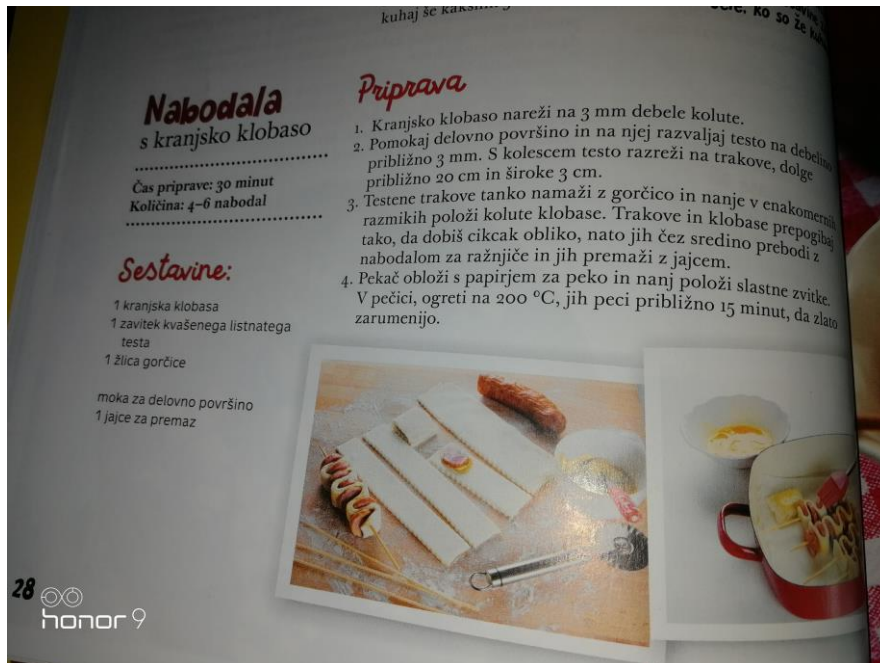 kuhaj še
Nabodala
s kranjsko klobaso
Čas priprave: 30 minut
Količina: 4–6 nabodal
Sestavine:
1 kranjska klobasa
1 zavitek kvašenega listnatega
testa
1 žlica gorčice
moka za delovno površino
1 jajce za premaz
Priprava
1. Kranjsko klobaso nareži na 3 mm debele kolute.
2. Pomokaj delovno površino in na njej razvaljaj testo na debelino
približno 3 mm. S kolescem testo razreži na trakove, dolge
približno 20 cm in široke 3 cm.
3. Testene trakove tanko namaži z gorčico in nanje v enakomernih
razmikih položi kolute klobase. Trakove in klobase prepogibaj
tako, da dobiš cikcak obliko, nato jih čez sredino prebodi z
nabodalom za ražnjiče in jih premaži z jajcem.
4. Pekač obloži s papirjem za peko in nanj položi slastne zvitke.
V pečici, ogreti na 200 °C, jih peci približno 15 minut, da zlato
zarumenijo.
ko so že
28
honor 9